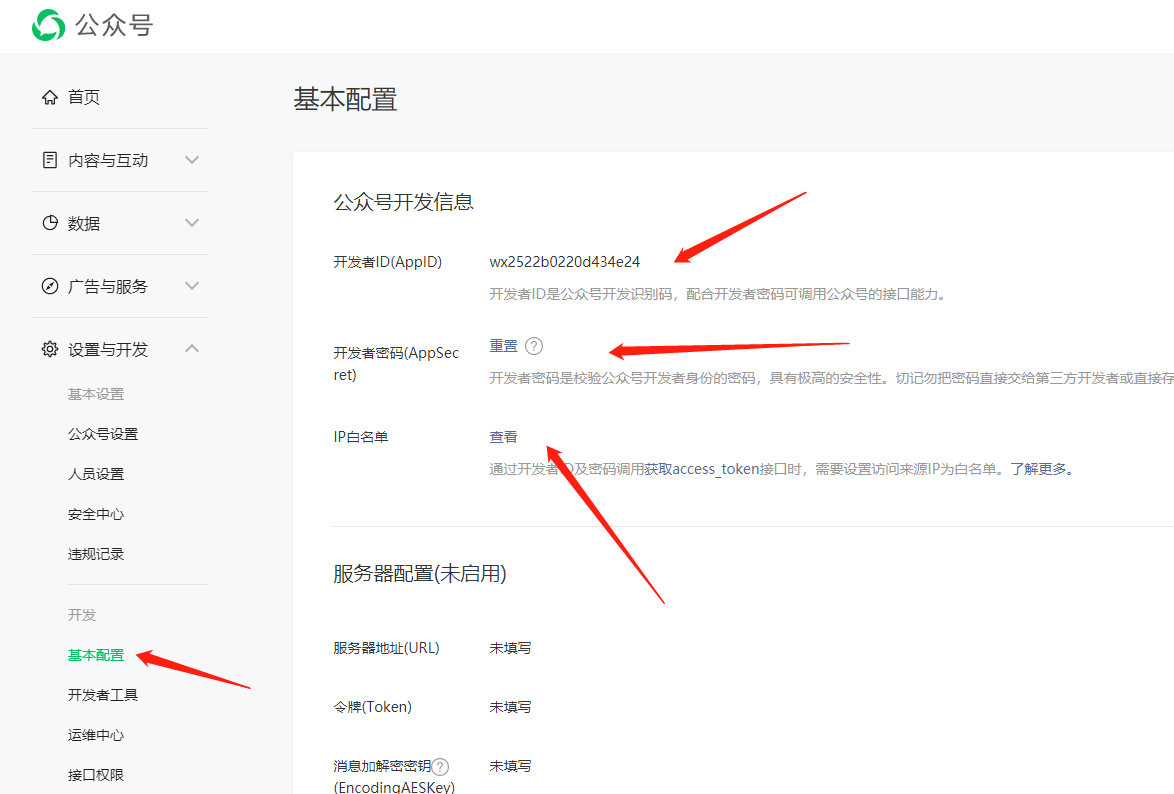 公众号
首页
内容与互动
数据
广告与服务
设置与开发
基本设置
公众号设置
人员设置
安全中心
违规记录
开发
基本配置
开发者工具
运维中心
接口权限
基本配置
公众号开发信息
开发者ID(AppID)
wx2522b0220d434e24
开发者ID是公众号开发识别码，配合开发者密码可调用公众号的接口能力。
开发者密码(AppSec
ret)
重置 ?
开发者密码是校验公众号开发者身份的密码，具有极高的安全性。切记勿把密码直接交给第三方开发者或直接存
IP白名单
查看
通过开发者ID及密码调用获取access_token接口时，需要设置访问来源IP为白名单。了解更多。
服务器配置(未启用)
服务器地址(URL)
未填写
令牌(Token)
未填写
消息加解密密钥 ?
(EncodingAESKey)
未填写